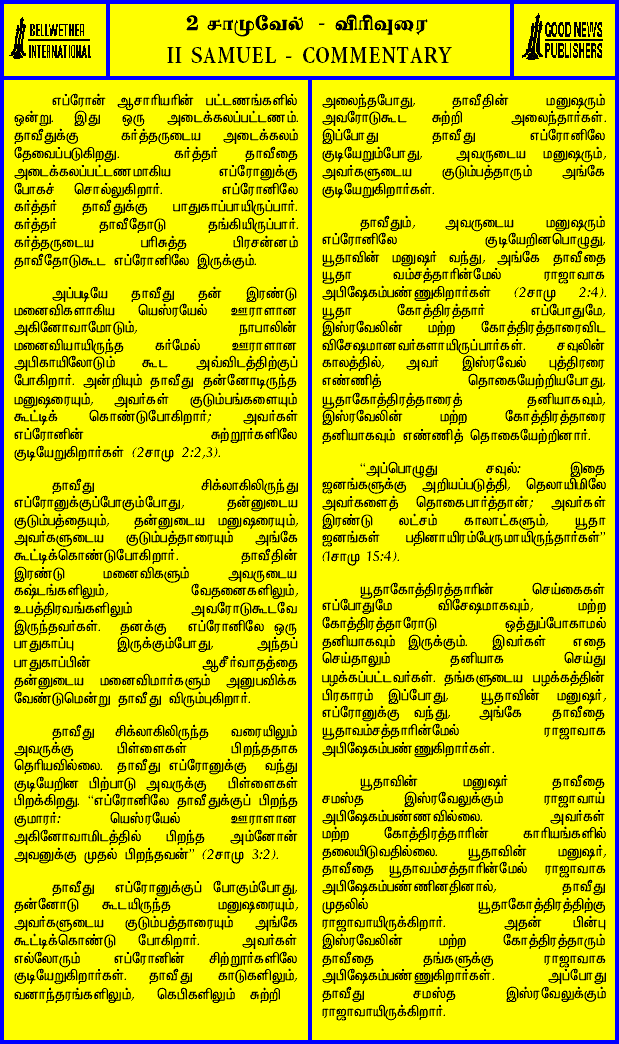 BELLWETHER
INTERNATIONAL
2 சாமுவேல் - விரிவுரை
II SAMUEL - COMMENTARY
GOOD NEWS
PUBLISHERS
எப்ரோன் ஆசாரியரின் பட்டணங்களில்
ஒன்று. இது ஒரு அடைக்கலப்பட்டணம்.
தாவீதுக்கு கர்த்தருடைய அடைக்கலம்
தேவைப்படுகிறது. கர்த்தர் தாவீதை
அடைக்கலப்பட்டணமாகிய எப்ரோனுக்கு
போகச் சொல்லுகிறார். எப்ரோனிலே
கர்த்தர் தாவீதுக்கு பாதுகாப்பாயிருப்பார்.
கர்த்தர் தாவீதோடு தங்கியிருப்பார்.
கர்த்தருடைய பரிசுத்த பிரசன்னம்
தாவீதோடுகூட எப்ரோனிலே இருக்கும்.
அப்படியே தாவீது தன் இரண்டு
மனைவிகளாகிய யெஸ்ரயேல் ஊராளான
அகினோவாமோடும், நாபாலின்
மனைவியாயிருந்த கர்மேல் ஊராளான
அபிகாயிலோடும் கூட அவ்விடத்திற்குப்
போகிறார். அன்றியும் தாவீது தன்னோடிருந்த
மனுஷரையும், அவர்கள் குடும்பங்களையும்
கூட்டிக் கொண்டுபோகிறார்; அவர்கள்
எப்ரோனின் சுற்றூர்களிலே
குடியேறுகிறார்கள் (2சாமு 2:2,3).
தாவீது சிக்லாகிலிருந்து
எப்ரோனுக்குப்போகும்போது, தன்னுடைய
குடும்பத்தையும், தன்னுடைய மனுஷரையும்,
அவர்களுடைய குடும்பத்தாரையும் அங்கே
கூட்டிக்கொண்டுபோகிறார். தாவீதின்
இரண்டு மனைவிகளும் அவருடைய
கஷ்டங்களிலும், வேதனைகளிலும்,
உபத்திரவங்களிலும் அவரோடுகூடவே
இருந்தவர்கள். தனக்கு எப்ரோனிலே ஒரு
பாதுகாப்பு இருக்கும்போது, அந்தப்
பாதுகாப்பின் ஆசீர்வாதத்தை
தன்னுடைய மனைவிமார்களும் அனுபவிக்க
வேண்டுமென்று தாவீது விரும்புகிறார்.
தாவீது சிக்லாகிலிருந்த வரையிலும்
அவருக்கு பிள்ளைகள் பிறந்ததாக
தெரியவில்லை. தாவீது எப்ரோனுக்கு வந்து
குடியேறின பிற்பாடு அவருக்கு பிள்ளைகள்
பிறக்கிறது. “எப்ரோனிலே தாவீதுக்குப் பிறந்த
குமாரர்: யெஸ்ரயேல் ஊராளான
அகினோவாமிடத்தில் பிறந்த அம்னோன்
அவனுக்கு முதல் பிறந்தவன்” (2சாமு 3:2).
தாவீது எப்ரோனுக்குப் போகும்போது,
தன்னோடு கூடயிருந்த மனுஷரையும்,
அவர்களுடைய குடும்பத்தாரையும் அங்கே
கூட்டிக்கொண்டு போகிறார். அவர்கள்
எல்லோரும் எப்ரோனின் சிற்றூர்களிலே
குடியேறுகிறார்கள். தாவீது காடுகளிலும்,
வனாந்தரங்களிலும், கெபிகளிலும் சுற்றி
அலைந்தபோது, தாவீதின் மனுஷரும்
அவரோடுகூட சுற்றி அலைந்தார்கள்.
இப்போது தாவீது எப்ரோனிலே
குடியேறும்போது, அவருடைய மனுஷரும்,
அவர்களுடைய குடும்பத்தாரும் அங்கே
குடியேறுகிறார்கள்.
தாவீதும், அவருடைய மனுஷரும்
எப்ரோனிலே குடியேறினபொழுது,
யூதாவின் மனுஷர் வந்து, அங்கே தாவீதை
யூதா வம்சத்தாரின்மேல் ராஜாவாக
அபிஷேகம்பண்ணுகிறார்கள் (2சாமு 2:4).
யூதா கோத்திரத்தார் எப்போதுமே,
இஸ்ரவேலின் மற்ற கோத்திரத்தாரைவிட
விசேஷமானவர்களாயிருப்பார்கள். சவுலின்
காலத்தில், அவர் இஸ்ரவேல் புத்திரரை
எண்ணித் தொகையேற்றியபோது,
யூதாகோத்திரத்தாரைத் தனியாகவும்,
இஸ்ரவேலின் மற்ற கோத்திரத்தாரை
தனியாகவும் எண்ணித் தொகையேற்றினார்.
“அப்பொழுது சவுல்: இதை
ஜனங்களுக்கு அறியப்படுத்தி, தெலாயிமிலே
அவர்களைத் தொகைபார்த்தான்; அவர்கள்
இரண்டு லட்சம் காலாட்களும், யூதா
ஜனங்கள் பதினாயிரம்பேருமாயிருந்தார்கள்”
(1சாமு 15:4).
யூதாகோத்திரத்தாரின் செய்கைகள்
எப்போதுமே விசேஷமாகவும், மற்ற
கோத்திரத்தாரோடு ஒத்துப்போகாமல்
தனியாகவும் இருக்கும். இவர்கள் எதை
செய்தாலும் தனியாக செய்து
பழக்கப்பட்டவர்கள். தங்களுடைய பழக்கத்தின்
பிரகாரம் இப்போது, யூதாவின் மனுஷர்,
எப்ரோனுக்கு வந்து, அங்கே தாவீதை
யூதாவம்சத்தாரின்மேல் ராஜாவாக
அபிஷேகம்பண்ணுகிறார்கள்.
யூதாவின் மனுஷர் தாவீதை
சமஸ்த இஸ்ரவேலுக்கும் ராஜாவாய்
அபிஷேகம்பண்ணவில்லை. அவர்கள்
மற்ற கோத்திரத்தாரின் காரியங்களில்
தலையிடுவதில்லை. யூதாவின் மனுஷர்,
தாவீதை யூதாவம்சத்தாரின்மேல் ராஜாவாக
அபிஷேகம்பண்ணினதினால், தாவீது
முதலில் யூதாகோத்திரத்திற்கு
ராஜாவாயிருக்கிறார். அதன் பின்பு
இஸ்ரவேலின் மற்ற கோத்திரத்தாரும்
தாவீதை தங்களுக்கு ராஜாவாக
அபிஷேகம்பண்ணுகிறார்கள். அப்போது
தாவீது சமஸ்த இஸ்ரவேலுக்கும்
ராஜாவாயிருக்கிறார்.